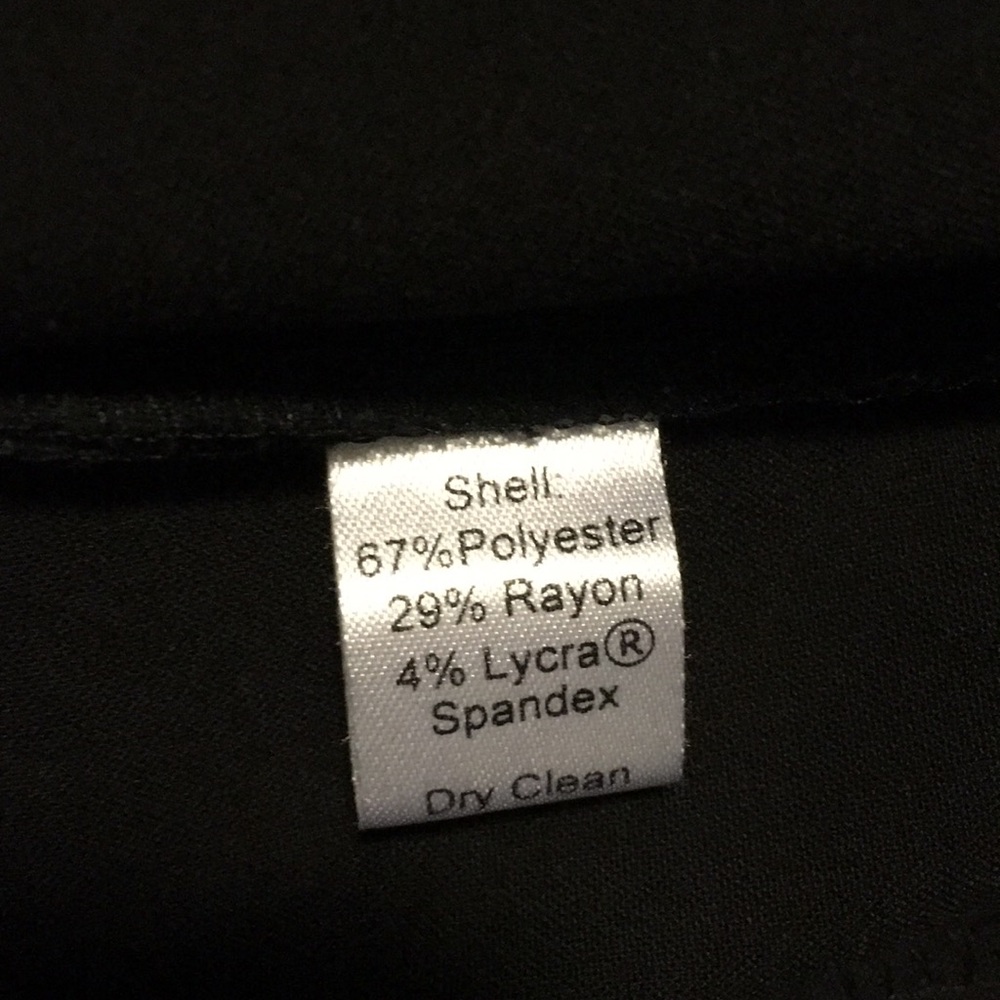 Shell:
67%Polyester
29% Rayon
4% Lycra®
Spandex
Dry Clean